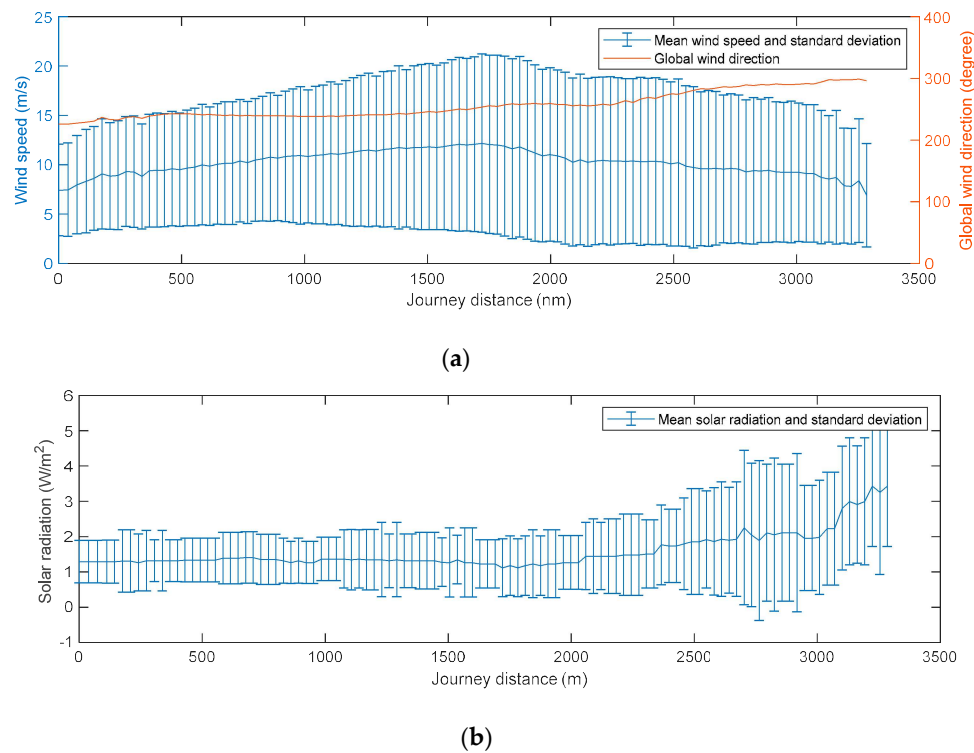 25
20
15
10
5
0
Wind speed (m/s)
400
300
200
100
0
Global wind direction (degree)
Mean wind speed and standard deviation
Global wind direction
0 500 1000 1500 2000 2500 3000 3500
Journey distance (nm)
(a)
6
5
4
3
2
1
0
-1
Solar radiation (W/m²)
Mean solar radiation and standard deviation
0 500 1000 1500 2000 2500 3000 3500
Journey distance (m)
(b)